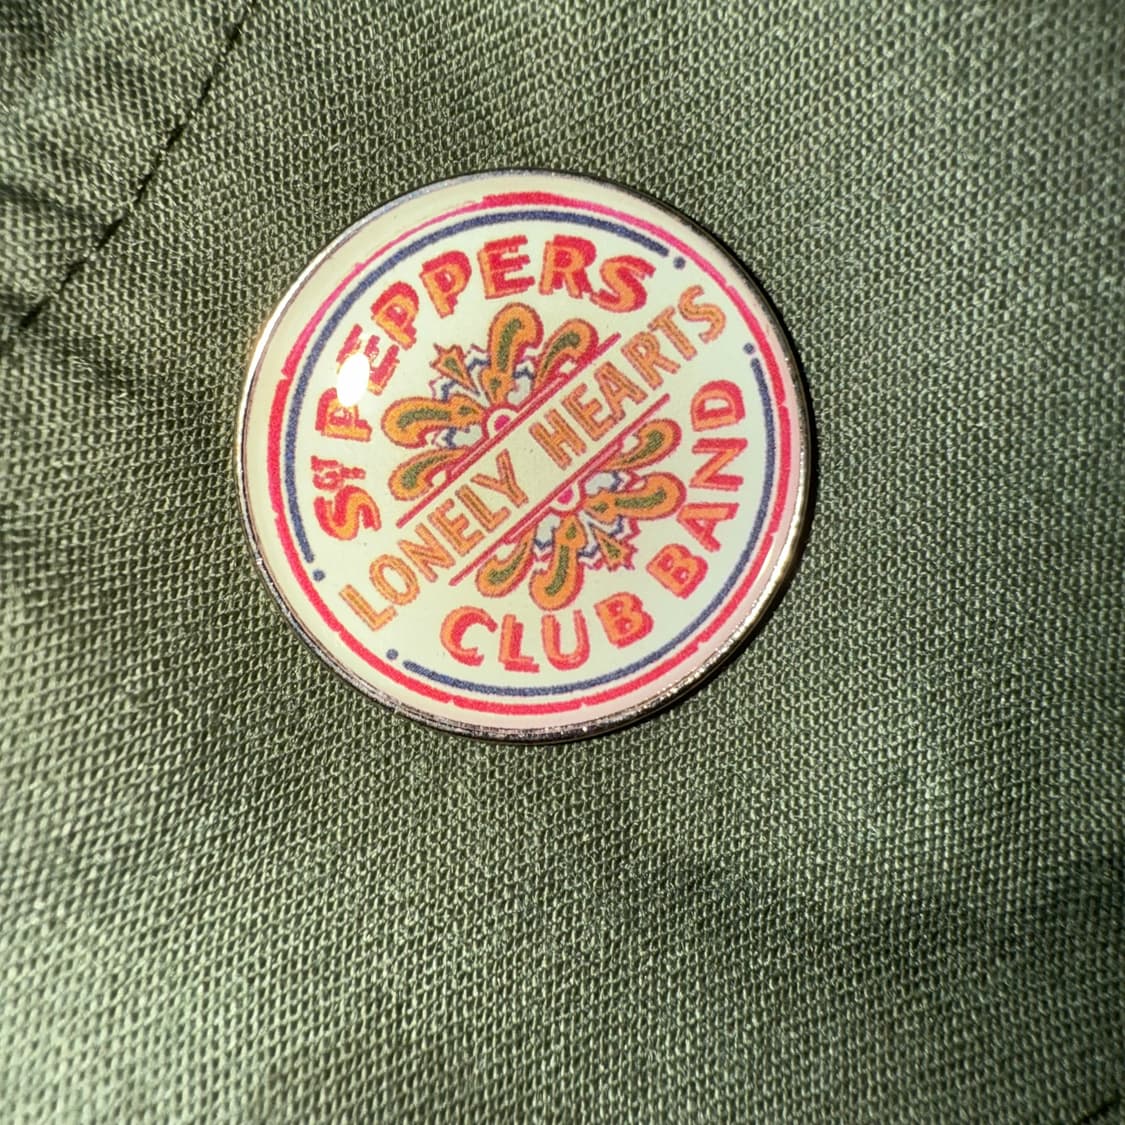 SGT PEPPERS
LONELY HEARTS
CLUB BAND